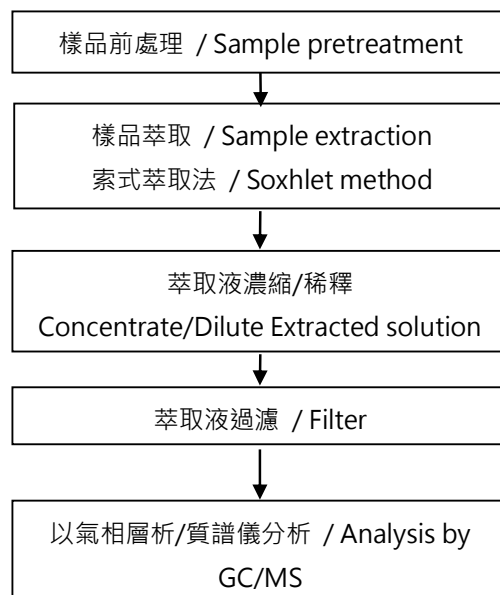 樣品前處理 / Sample pretreatment
樣品萃取 / Sample extraction
索式萃取法 / Soxhlet method
萃取液濃縮/稀釋
Concentrate/Dilute Extracted solution
萃取液過濾 / Filter
以氣相層析/質譜儀分析 / Analysis by
GC/MS